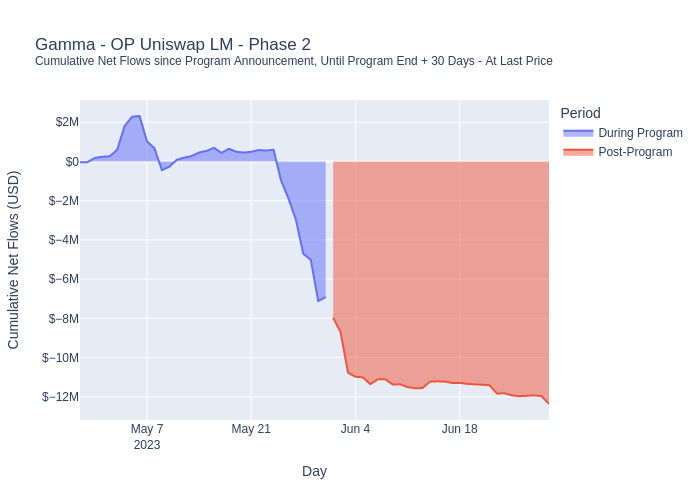 Gamma - OP Uniswap LM - Phase 2
Cumulative Net Flows since Program Announcement, Until Program End + 30 Days - At Last Price
Period
During Program
Post-Program
Cumulative Net Flows (USD)
$2M
$0
$−2M
$−4M
$−6M
$−8M
$−10M
$−12M
May 7
2023
May 21
Jun 4
Jun 18
Day